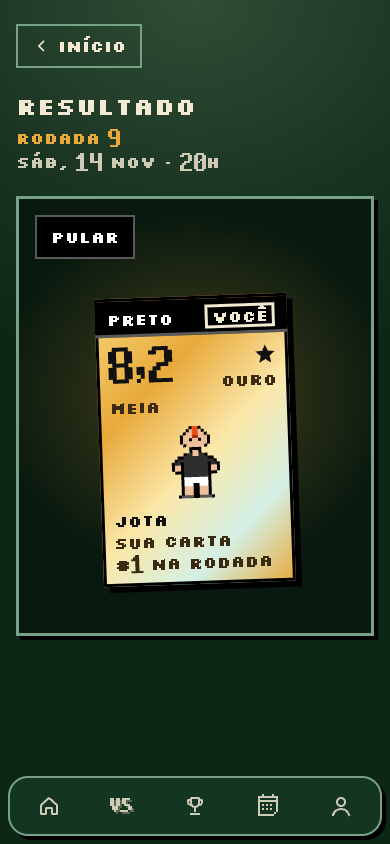 INÍCIO
RESULTADO
RODADA 9
SÁB, 14 NOV · 20H
PULAR
PRETO VOCÊ
8,2
OURO
MEIA
JOTA
SUA CARTA
#1 NA RODADA
VS